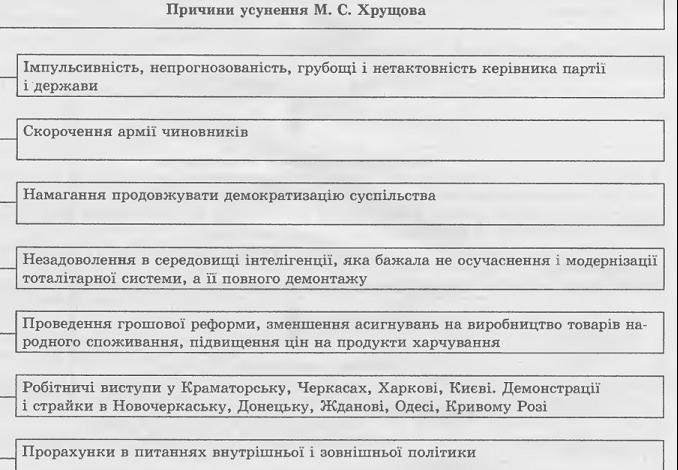 Причини усунення М. С. Хрущова
Імпульсивність, непрогнозованість, грубощі і нетактовність керівника партії
і держави
Скорочення армії чиновників
Намагання продовжувати демократизацію суспільства
Незадоволення в середовищі інтелігенції, яка бажала не осучаснення і модернізації
тоталітарної системи, а її повного демонтажу
Проведення грошової реформи, зменшення асигнувань на виробництво товарів на-
родного споживання, підвищення цін на продукти харчування
Робітничі виступи у Краматорську, Черкасах, Харкові, Києві. Демонстрації
і страйки в Новочеркаську, Донецьку, Жданові, Одесі, Кривому Розі
Прорахунки в питаннях внутрішньої і зовнішньої політики